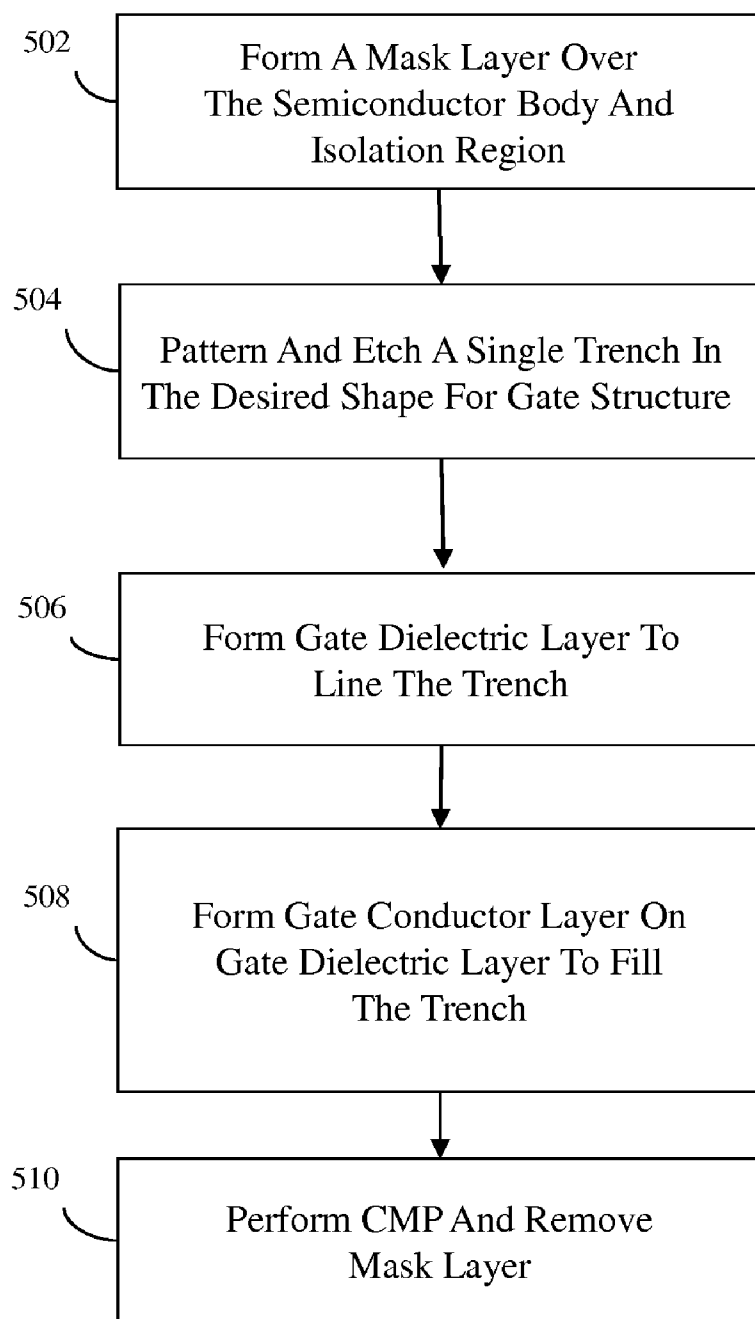 502
Form A Mask Layer Over
The Semiconductor Body And
Isolation Region
504
Pattern And Etch A Single Trench In
The Desired Shape For Gate Structure
506
Form Gate Dielectric Layer To
Line The Trench
508
Form Gate Conductor Layer On
Gate Dielectric Layer To Fill
The Trench
510
Perform CMP And Remove
Mask Layer